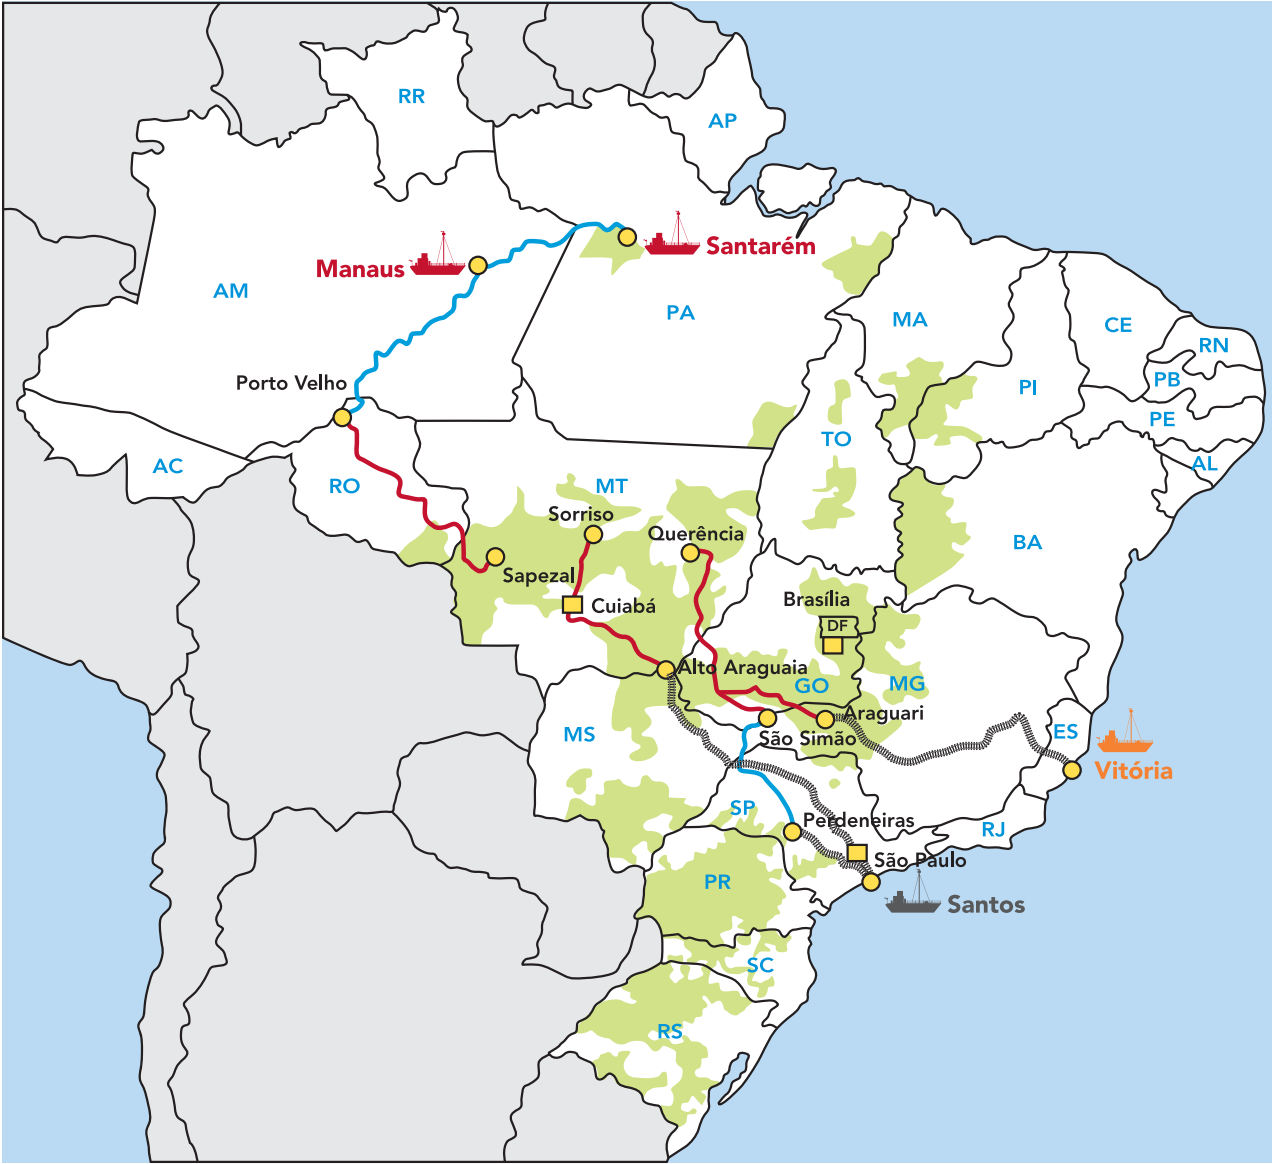 RR
AP
Santarém
Manaus
AM
PA
MA
CE
RN
PB
PI
PE
Porto Velho
TO
AL
AC
RO
MT
Sorriso
Querência
BA
Sapezal
Cuiabá
Brasília
DF
Alto Araguaia
GO
MG
Araguari
MS
São Simão
ES
Vitória
SP
Perdeneiras
RJ
São Paulo
PR
Santos
SC
RS